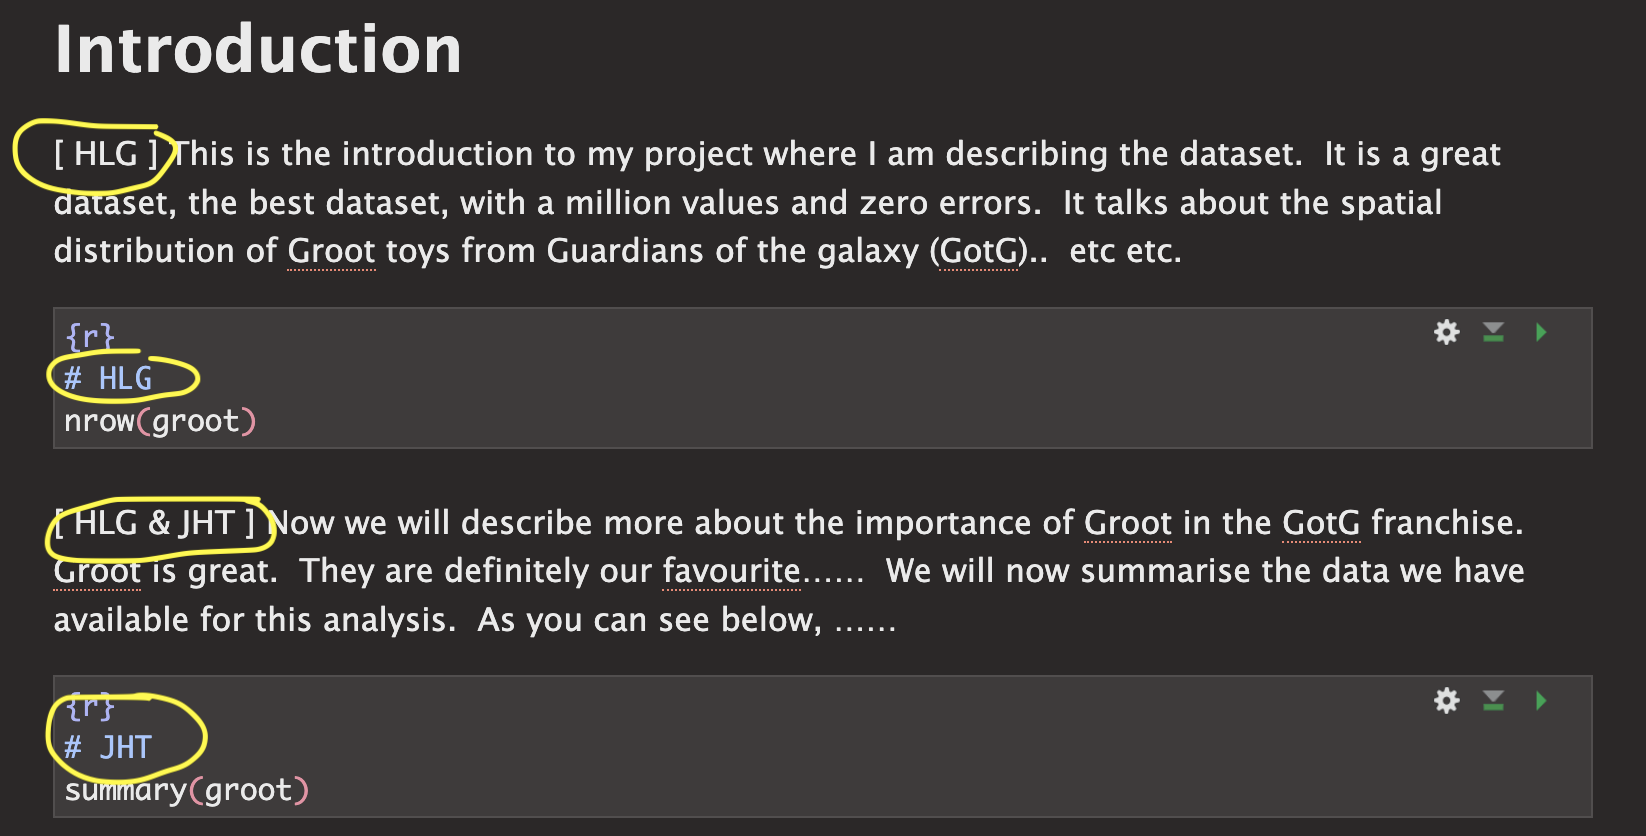 Introduction
[ HLG ] This is the introduction to my project where I am describing the dataset.  It is a great
dataset, the best dataset, with a million values and zero errors.  It talks about the spatial
distribution of Groot toys from Guardians of the galaxy (GotG)..  etc etc.
{r}
# HLG
nrow(groot)
[ HLG & JHT ] Now we will describe more about the importance of Groot in the GotG franchise.
Groot is great.  They are definitely our favourite......  We will now summarise the data we have
available for this analysis.  As you can see below, ......
{r}
# JHT
summary(groot)